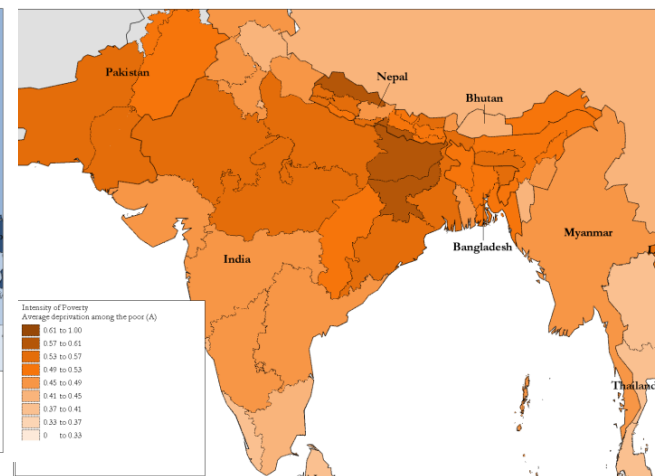 Pakistan
Nepal
Bhutan
Bangladesh
Myanmar
India
Thailand
Intensity of Poverty
Average deprivation among the poor (A)
0.61 to 1.00
0.57 to 0.61
0.53 to 0.57
0.49 to 0.53
0.45 to 0.49
0.41 to 0.45
0.37 to 0.41
0.33 to 0.37
0 to 0.33